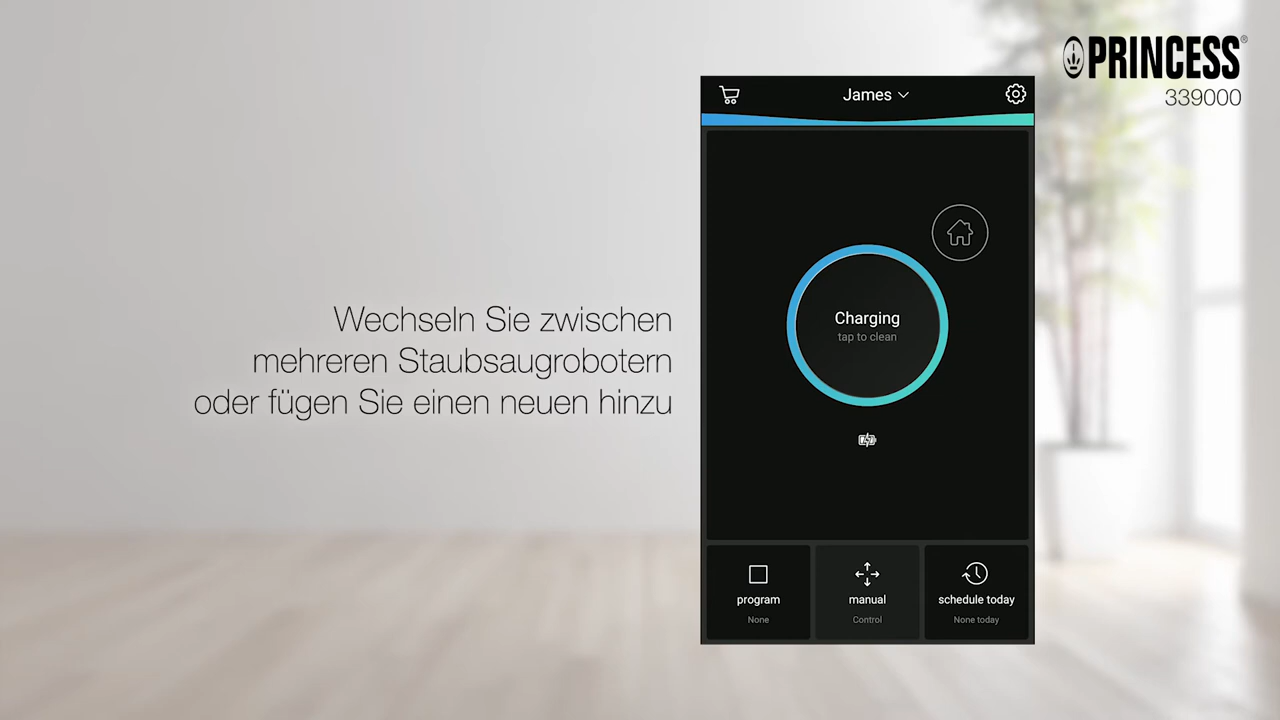 PRINCESS®
339000
James
Wechseln Sie zwischen
mehreren Staubsaugrobotern
oder fügen Sie einen neuen hinzu
Charging
tap to clean
program
None
manual
Control
schedule today
None today